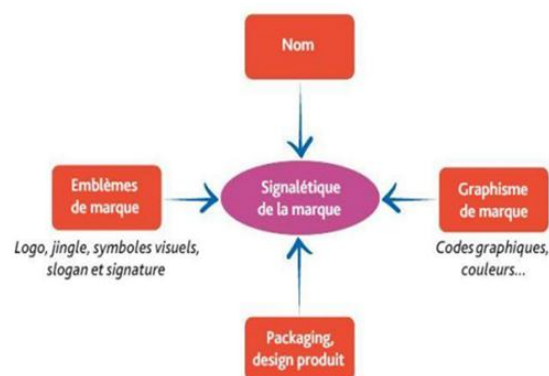 Nom
Emblèmes
de marque
Logo, jingle, symboles visuels,
slogan et signature
Signalétique
de la marque
Graphisme
de marque
Codes graphiques,
couleurs...
Packaging,
design produit